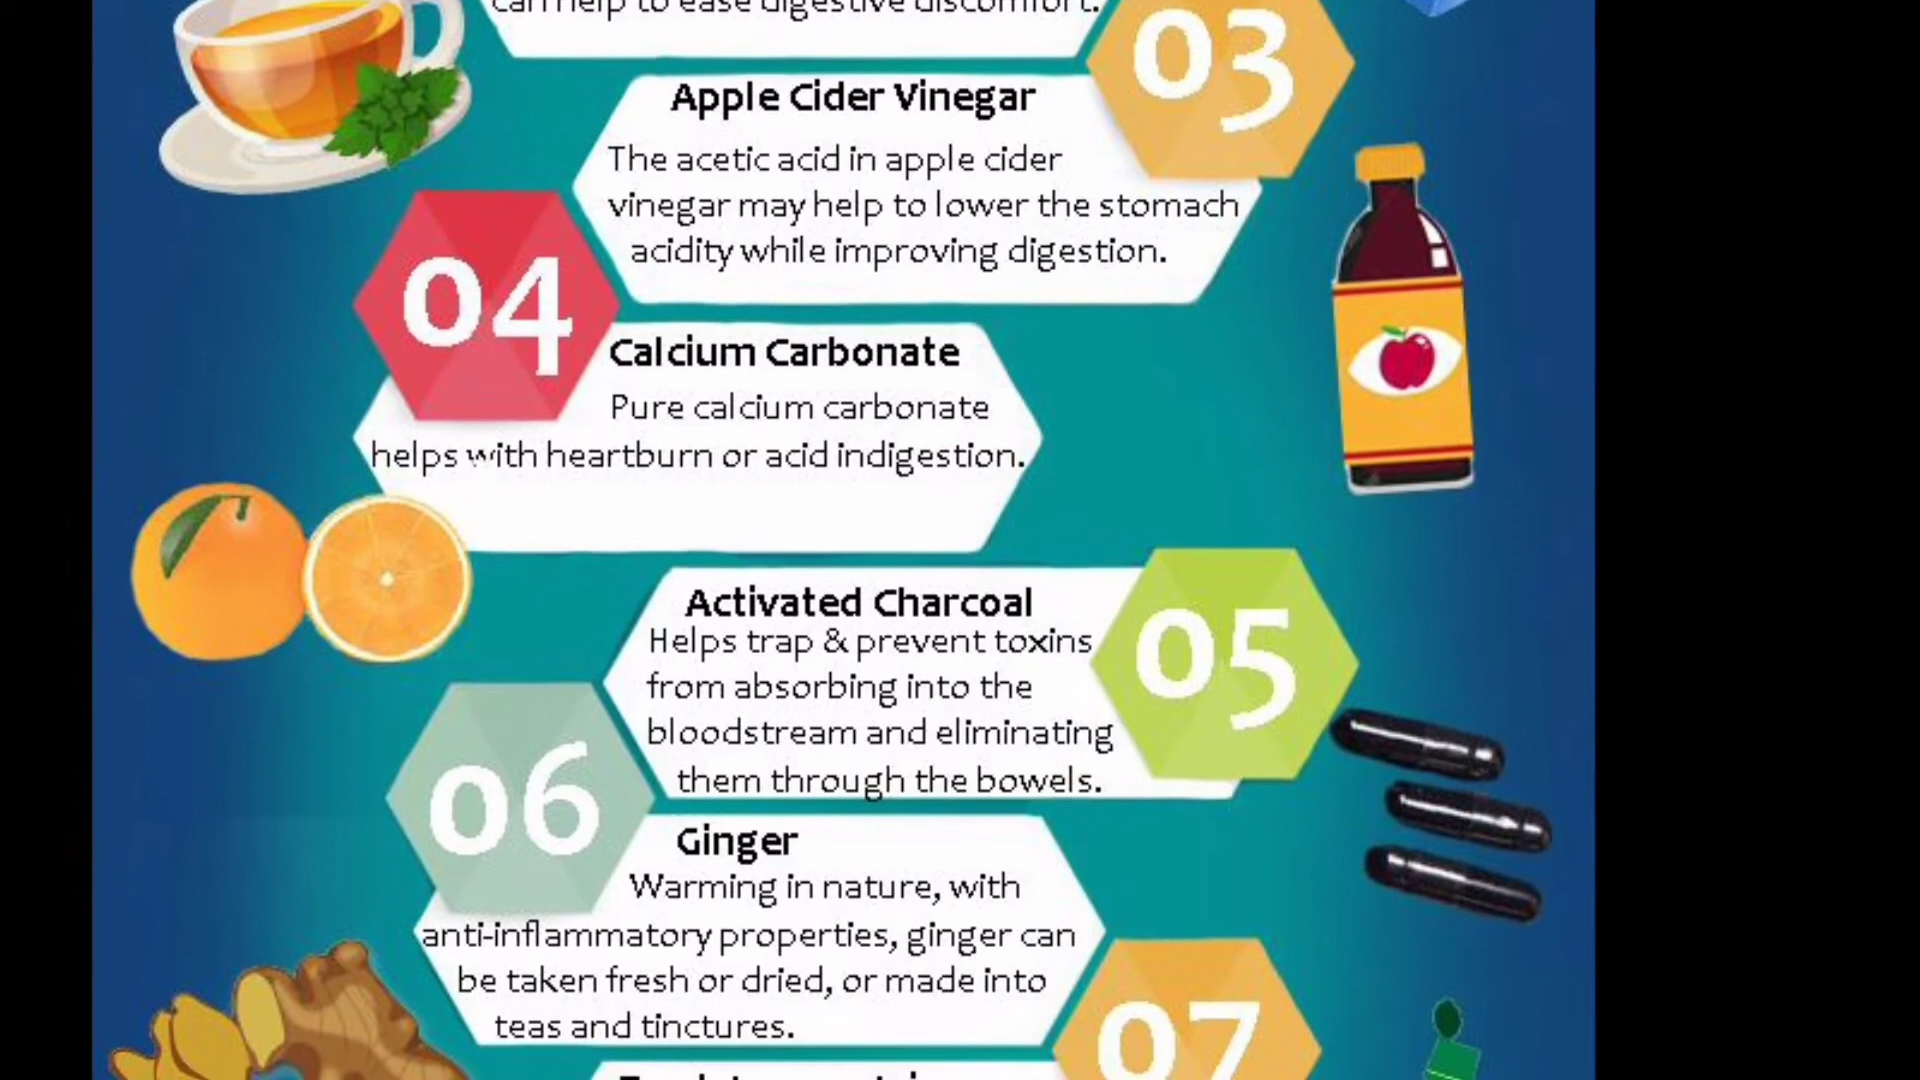 can help to ease digestive discomfort.
03
Apple Cider Vinegar
The acetic acid in apple cider
vinegar may help to lower the stomach
acidity while improving digestion.
04
Calcium Carbonate
Pure calcium carbonate
helps with heartburn or acid indigestion.
05
Activated Charcoal
Helps trap & prevent toxins
from absorbing into the
bloodstream and eliminating
them through the bowels.
06
Ginger
Warming in nature, with
anti-inflammatory properties, ginger can
be taken fresh or dried, or made into
teas and tinctures.
07